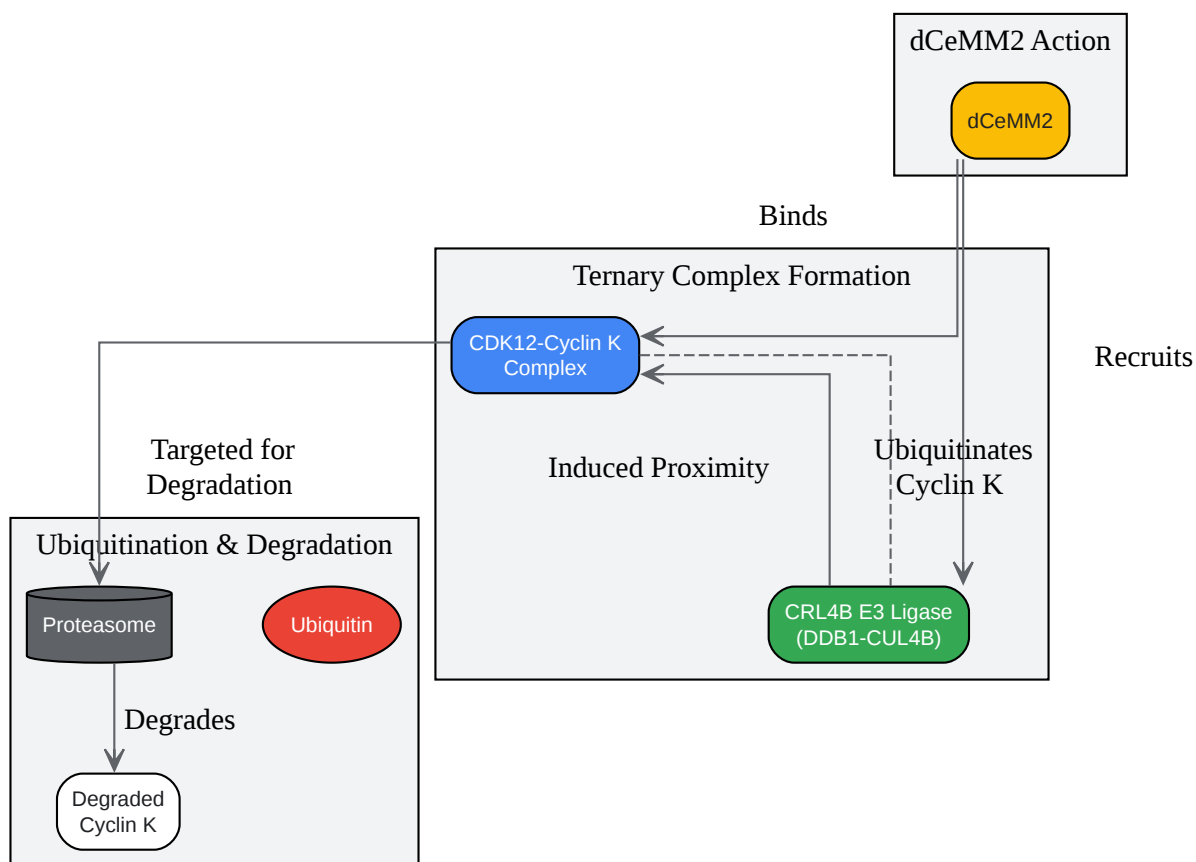 dCeMM2 Action
dCeMM2
Binds
Ternary Complex Formation
CDK12-Cyclin K
Complex
Recruits
Targeted for
Degradation
Induced Proximity
Ubiquitinates
Cyclin K
Ubiquitination & Degradation
Proteasome
Ubiquitin
CRL4B E3 Ligase
(DDB1-CUL4B)
Degrades
Degraded
Cyclin K